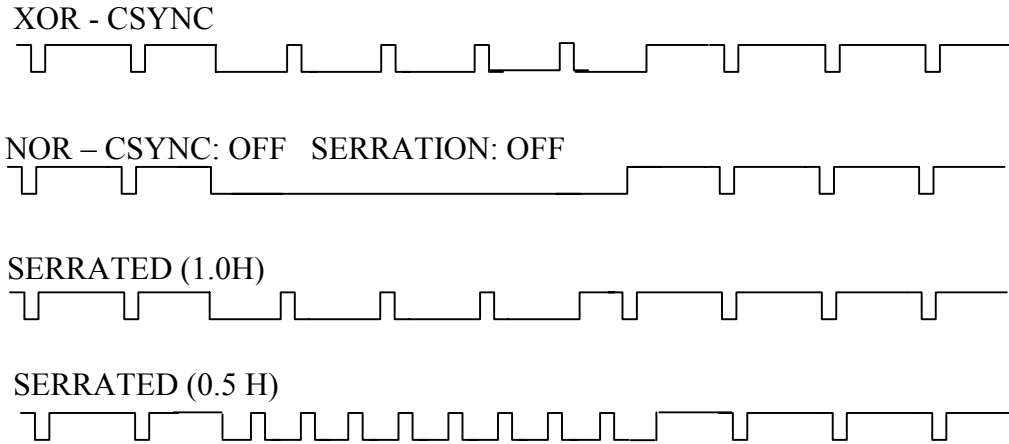 XOR - CSYNC
NOR – CSYNC: OFF SERRATION: OFF
SERRATED (1.0H)
SERRATED (0.5 H)